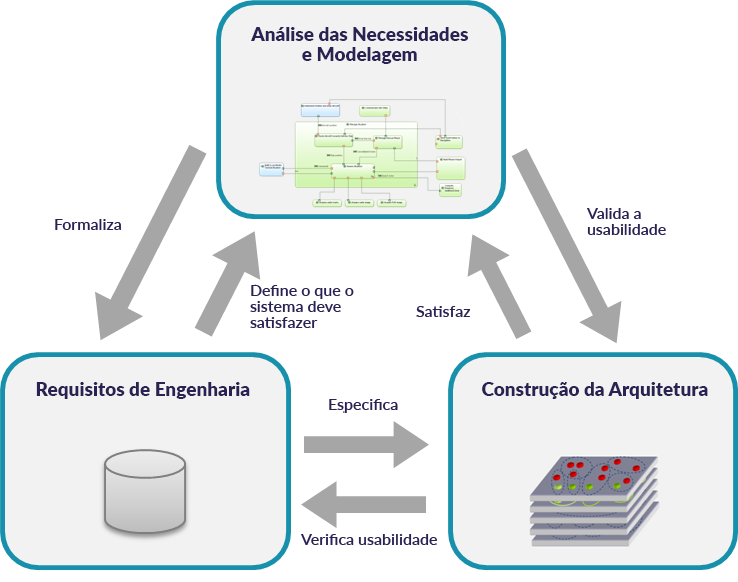 Análise das Necessidades
e Modelagem
Formaliza
Valida a
usabilidade
Define o que o
sistema deve
satisfazer
Satisfaz
Requisitos de Engenharia
Especifica
Construção da Arquitetura
Verifica usabilidade